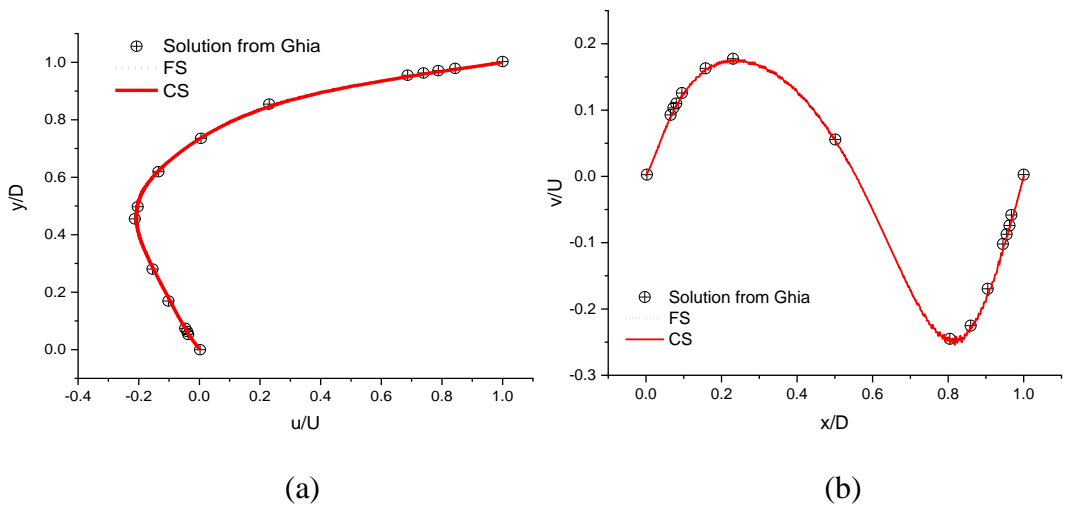 Solution from Ghia
FS
CS
1.0
0.8
0.6
0.4
0.2
0.0
y/D
-0.4 -0.2 0.0 0.2 0.4 0.6 0.8 1.0
u/U
(a)
0.2
0.1
0.0
-0.1
-0.2
-0.3
v/U
Solution from Ghia
FS
CS
0.0 0.2 0.4 0.6 0.8 1.0
x/D
(b)